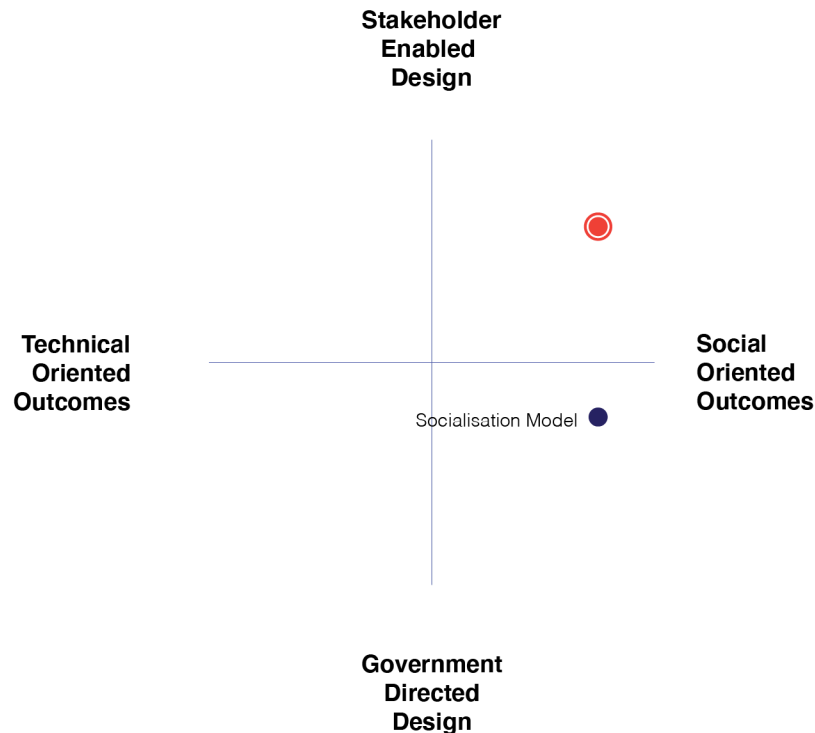 Stakeholder
Enabled
Design
Technical
Oriented
Outcomes
Social
Oriented
Outcomes
Socialisation Model
Government
Directed
Design